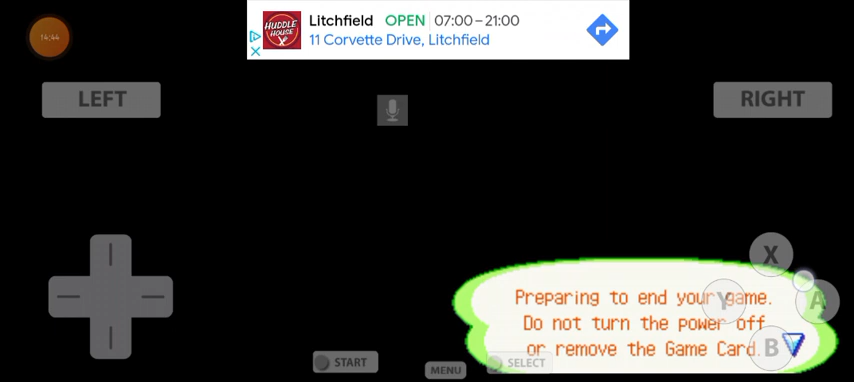 14:44
HUDDLE
HOUSE
Litchfield OPEN 07:00–21:00
11 Corvette Drive, Litchfield
LEFT
RIGHT
X
Y
A
B
Preparing to end your game.
Do not turn the power off
or remove the Game Card.
START
MENU
SELECT